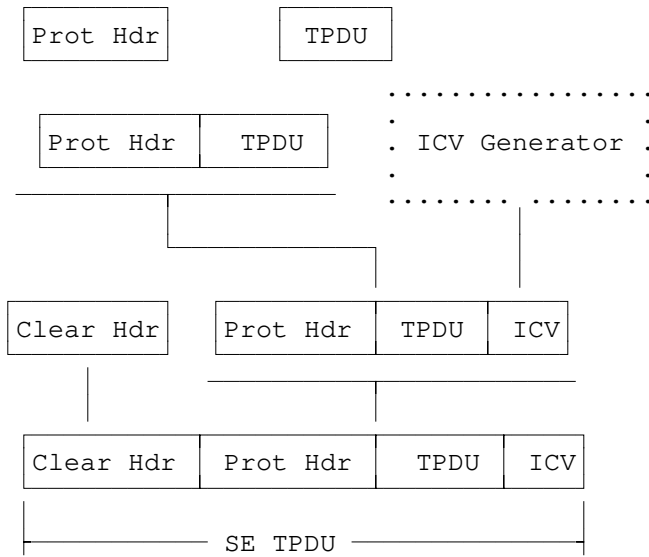 Prot Hdr TPDU
Prot Hdr TPDU ICV Generator
Clear Hdr Prot Hdr TPDU ICV
Clear Hdr Prot Hdr TPDU ICV
SE TPDU